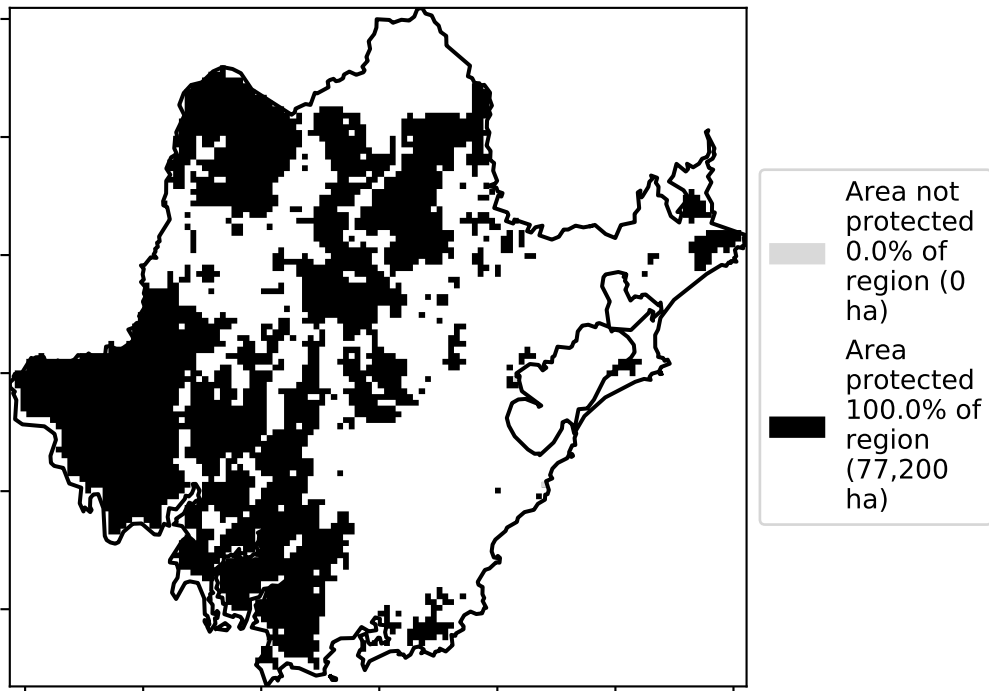 Area not
protected
0.0% of
region (0
ha)
Area
protected
100.0% of
region
(77,200
ha)